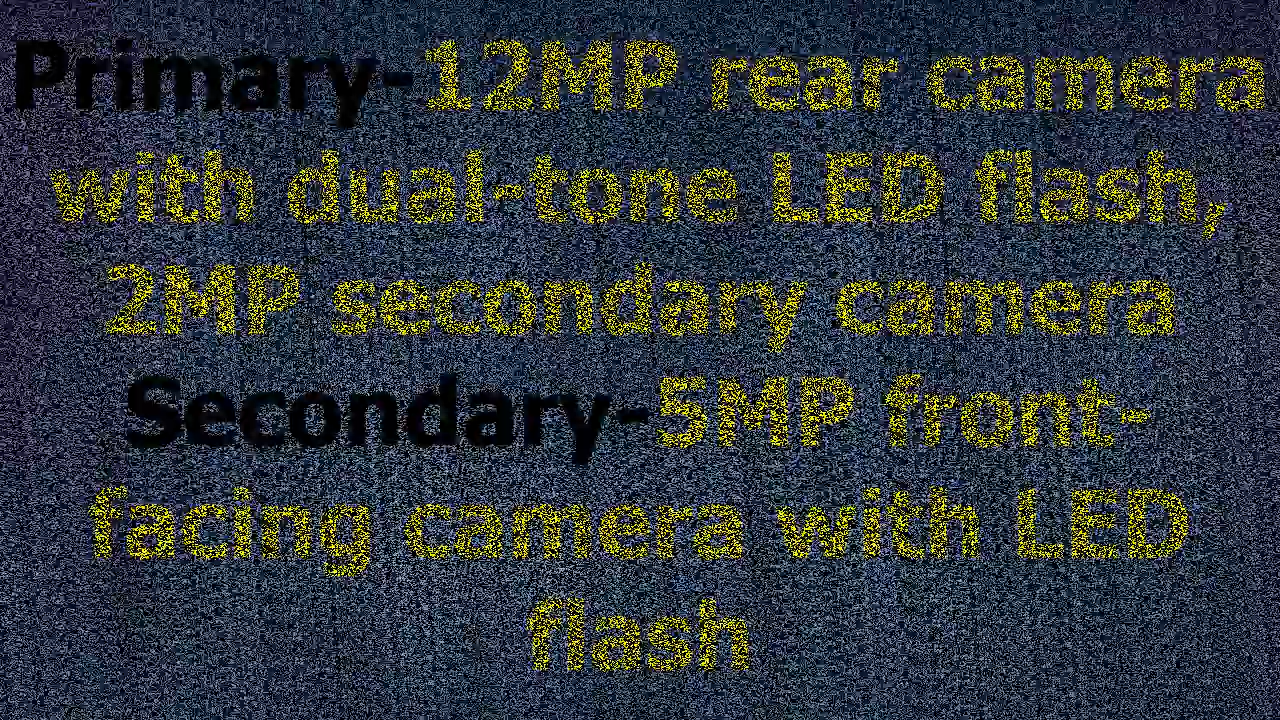 Primary-12MP rear camera
with dual-tone LED flash,
2MP secondary camera
Secondary-5MP front-
facing camera with LED
flash